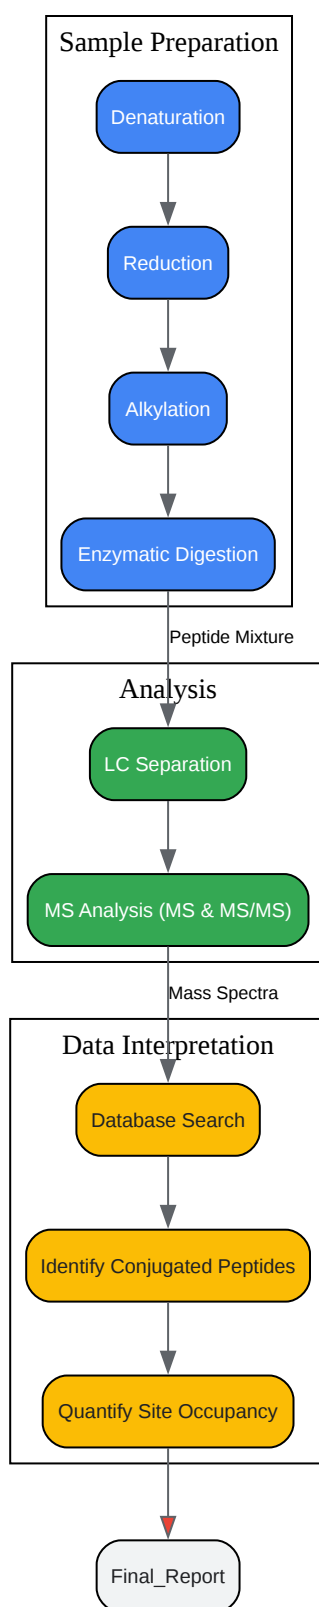 Sample Preparation
Denaturation
Reduction
Alkylation
Enzymatic Digestion
Peptide Mixture
Analysis
LC Separation
MS Analysis (MS & MS/MS)
Mass Spectra
Data Interpretation
Database Search
Identify Conjugated Peptides
Quantify Site Occupancy
Final_Report